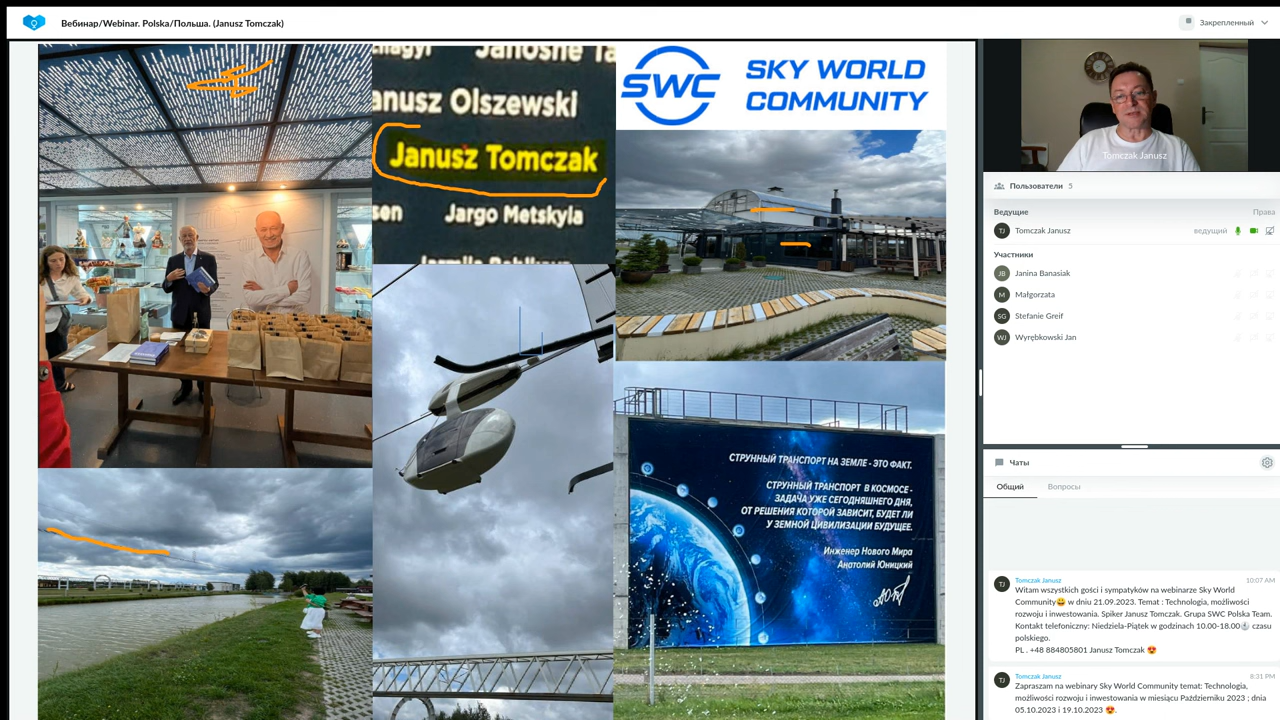 Вебинар/Webinar. Polska/Польша. (Janusz Tomczak)
Закрепленный
Janusz Olszewski
Janusz Tomczak
Jargo Metskyla
SWC
SKY WORLD
COMMUNITY
СТРУННЫЙ ТРАНСПОРТ НА ЗЕМЛЕ - ЭТО ФАКТ.
СТРУННЫЙ ТРАНСПОРТ В КОСМОСЕ -
ЗАДАЧА УЖЕ СЕГОДНЯШНЕГО ДНЯ,
ОТ РЕШЕНИЯ КОТОРОЙ ЗАВИСИТ, БУДЕТ ЛИ
У ЗЕМНОЙ ЦИВИЛИЗАЦИИ БУДУЩЕЕ.
Инженер Нового Мира
Анатолий Юницкий
Tomczak Janusz
Пользователи 5
Ведущие Права
TJ Tomczak Janusz ведущий
Участники
JB Janina Banasiak
M Małgorzata
SG Stefanie Greif
WJ Wyrębkowski Jan
Чаты
Общий Вопросы
TJ Tomczak Janusz 10:07 AM
Witam wszystkich gości i sympatyków na webinarze Sky World
Community😀 w dniu 21.09.2023. Temat : Technologia, możliwości
rozwoju i inwestowania. Spiker Janusz Tomczak. Grupa SWC Polska Team.
Kontakt telefoniczny: Niedziela-Piątek w godzinach 10.00-18.00 czasu
polskiego.
PL . +48 884805801 Janusz Tomczak 😍
TJ Tomczak Janusz 8:31 PM
Zapraszam na webinary Sky World Community temat: Technologia,
możliwości rozwoju i inwestowania w miesiącu Październiku 2023 ; dnia
05.10.2023 i 19.10.2023 😍.